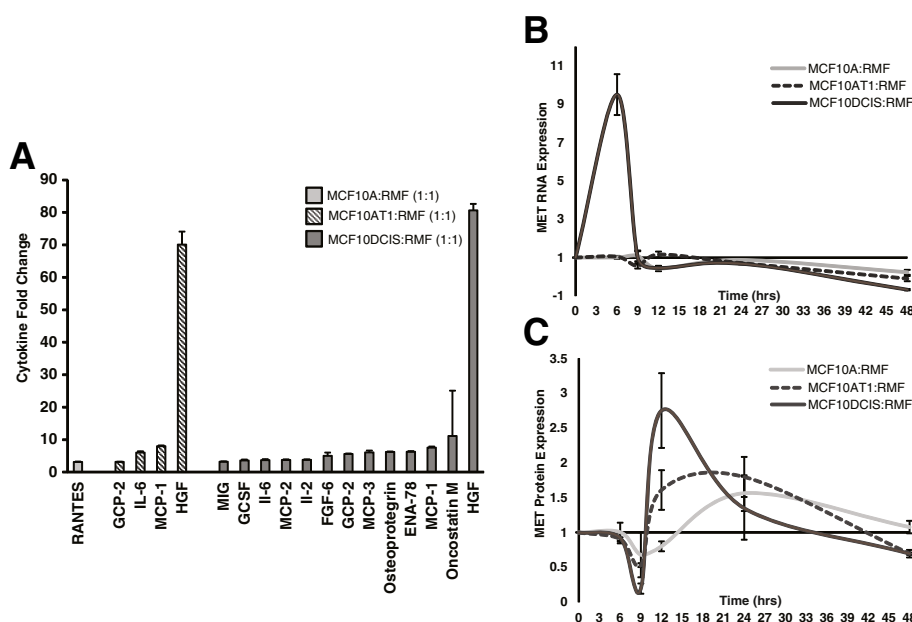 A
Cytokine Fold Change
90
80
70
60
50
40
30
20
10
0
MCF10A:RMF (1:1)
MCF10AT1:RMF (1:1)
MCF10DCIS:RMF (1:1)
RANTES
GCP-2
IL-6
MCP-1
HGF
MIG
GCSF
Il-6
MCP-2
Il-2
FGF-6
GCP-2
MCP-3
Osteoprotegrin
ENA-78
MCP-1
Oncostatin M
HGF
B
MET RNA Expression
11
9
7
5
3
1
-1
MCF10A:RMF
MCF10AT1:RMF
MCF10DCIS:RMF
Time (hrs)
0 3 6 9 12 15 18 21 24 27 30 33 36 39 42 45 48
C
MET Protein Expression
3.5
3
2.5
2
1.5
1
0.5
0
MCF10A:RMF
MCF10AT1:RMF
MCF10DCIS:RMF
Time (hrs)
0 3 6 9 12 15 18 21 24 27 30 33 36 39 42 45 48